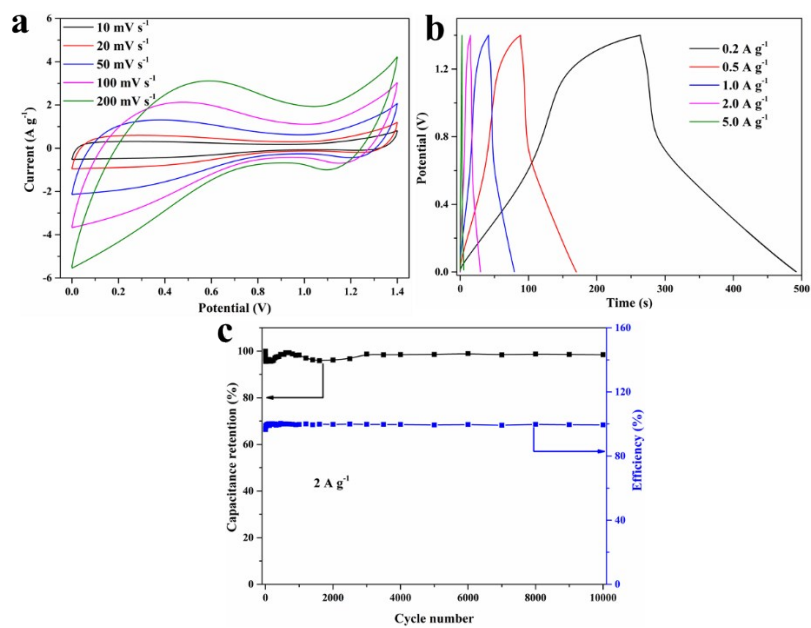 a
10 mV s⁻¹
20 mV s⁻¹
50 mV s⁻¹
100 mV s⁻¹
200 mV s⁻¹
6
4
2
0
-2
-4
-6
Current (A g⁻¹)
0.0 0.2 0.4 0.6 0.8 1.0 1.2 1.4
Potential (V)
b
0.2 A g⁻¹
0.5 A g⁻¹
1.0 A g⁻¹
2.0 A g⁻¹
5.0 A g⁻¹
1.2
0.8
0.4
0.0
Potential (V)
0 100 200 300 400 500
Time (s)
c
100
80
60
40
20
0
Capacitance retention (%)
2 A g⁻¹
160
120
80
40
0
Efficiency (%)
0 2000 4000 6000 8000 10000
Cycle number